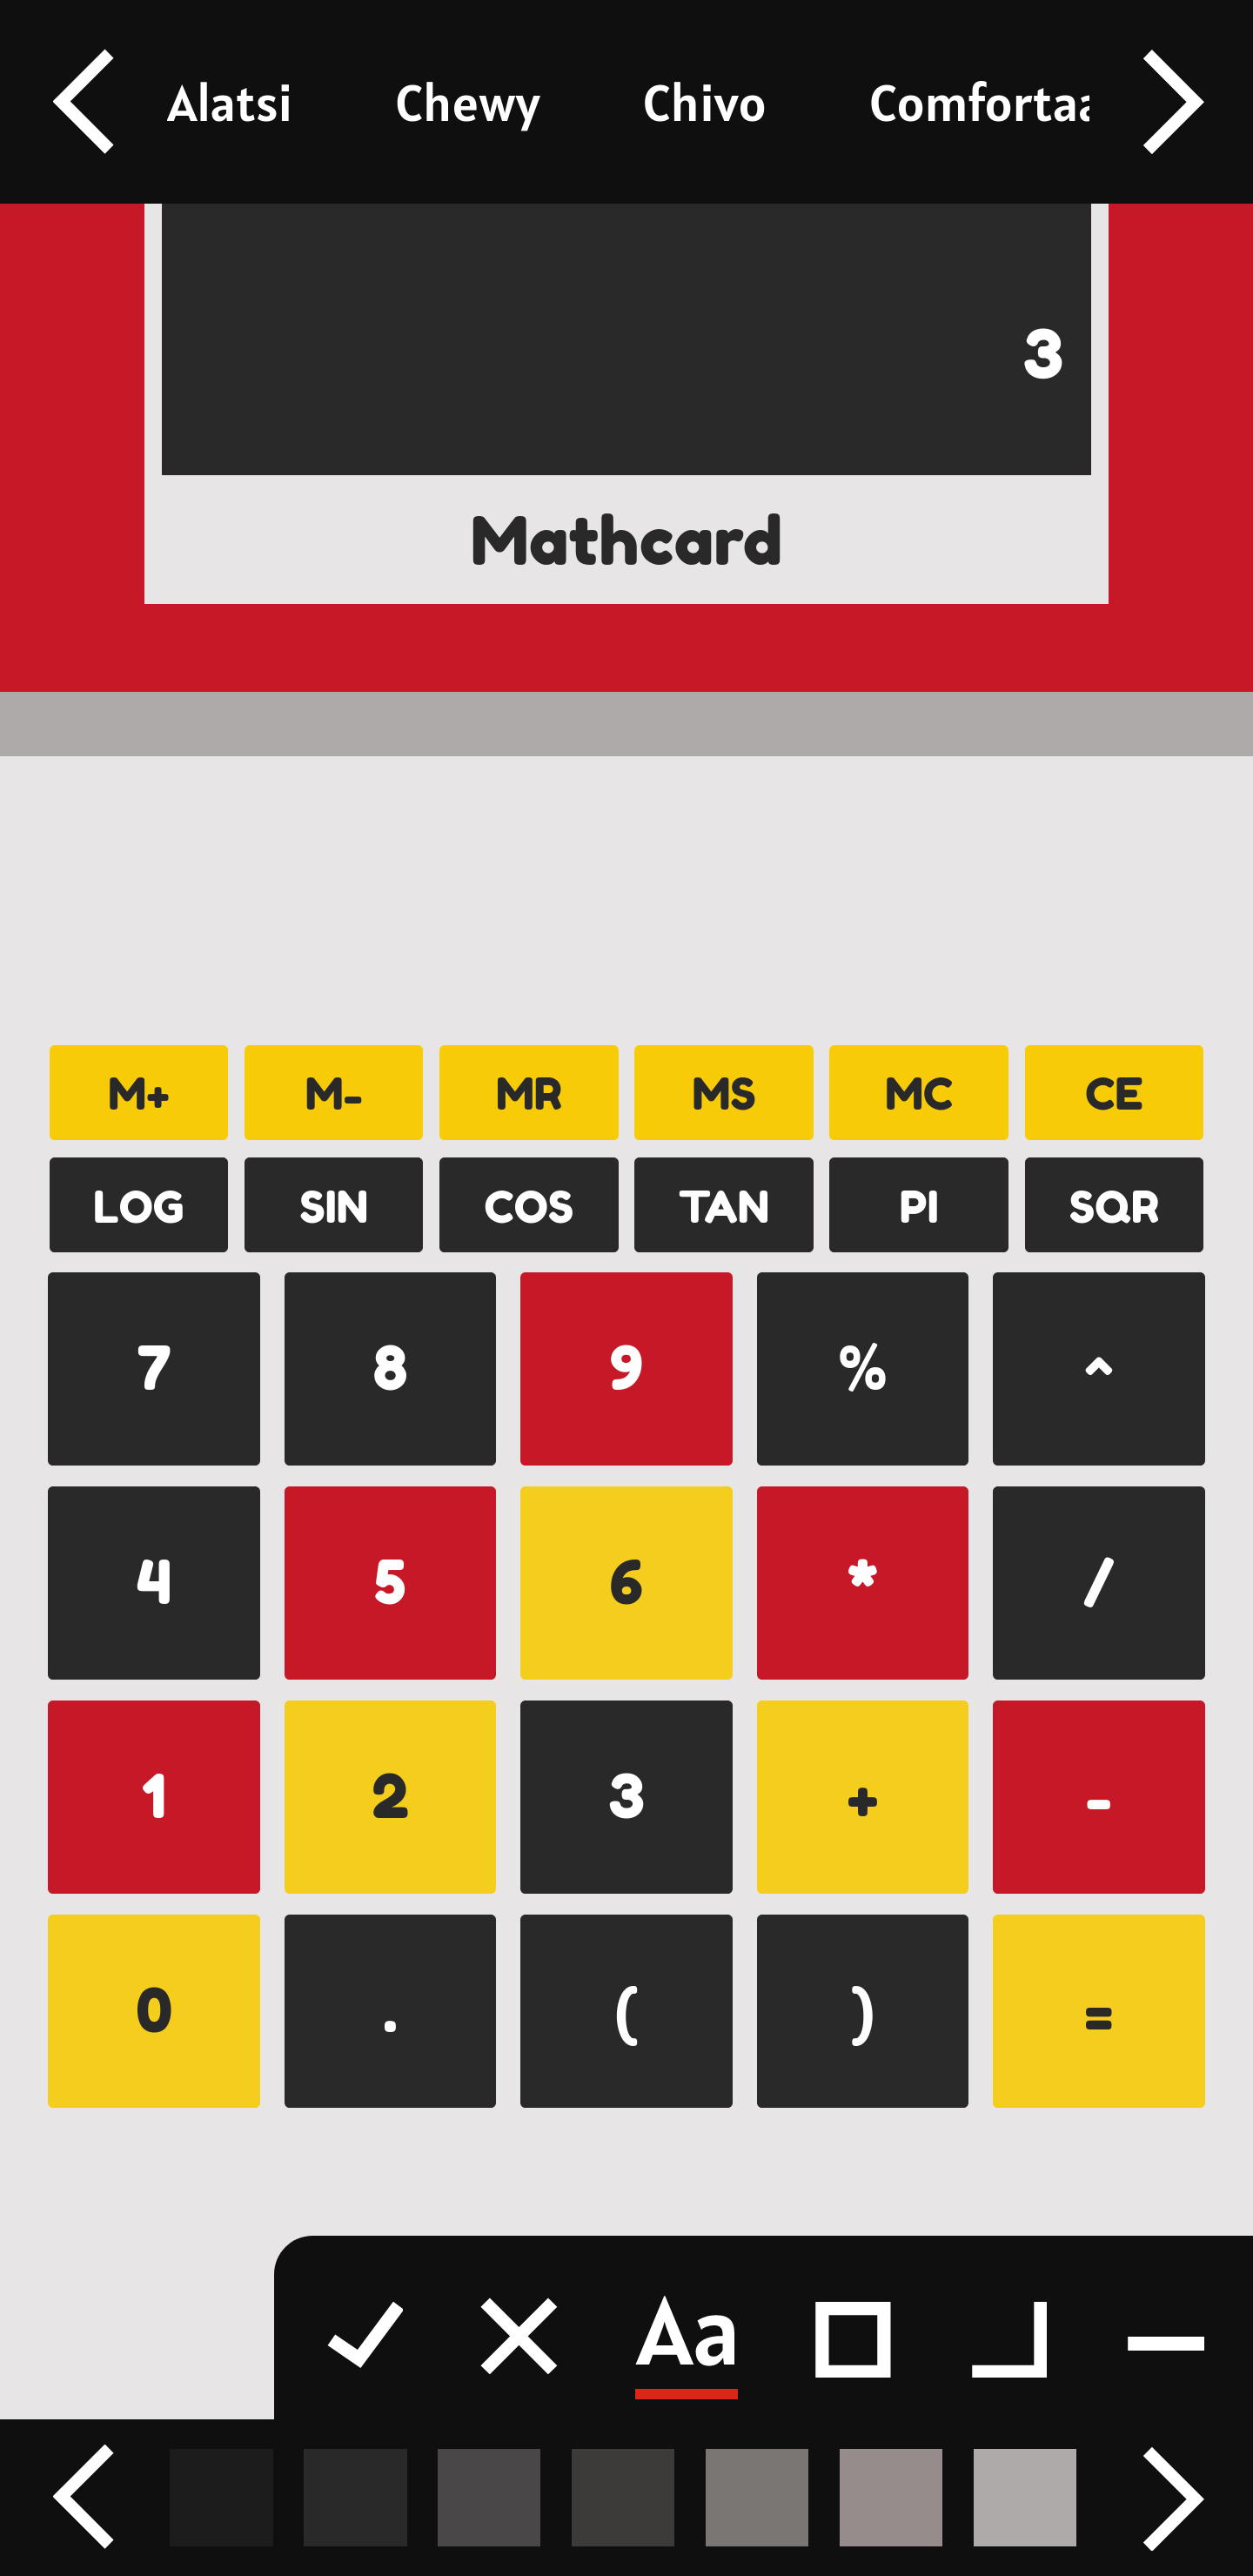 Alatsi Chewy Chivo Comfortaa
3
Mathcard
M+ M- MR MS MC CE
LOG SIN COS TAN PI SQR
7 8 9 % ^
4 5 6 * /
1 2 3 + -
0 . ( ) =
Aa